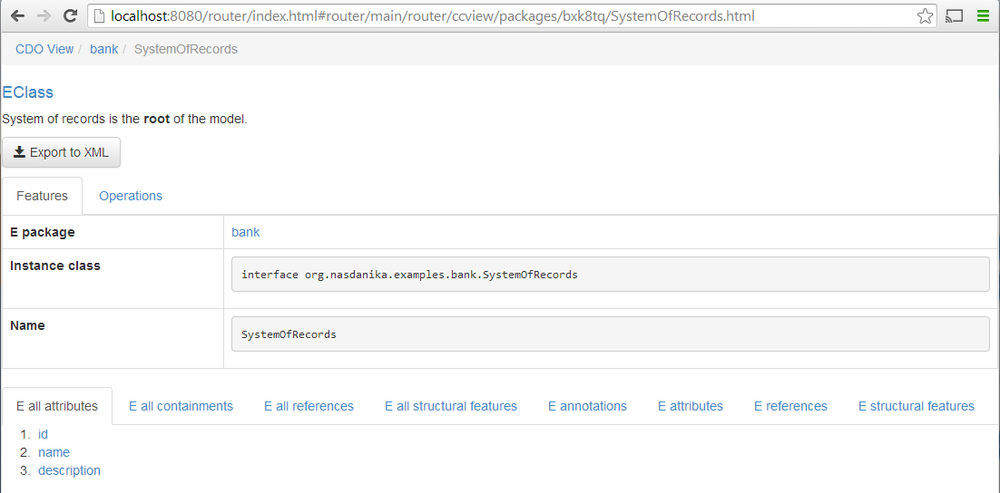 localhost:8080/router/index.html#router/main/router/ccview/packages/bxk8tq/SystemOfRecords.html
CDO View / bank / SystemOfRecords
EClass
System of records is the root of the model.
Export to XML
Features Operations
E package bank
Instance class interface org.nasdanika.examples.bank.SystemOfRecords
Name SystemOfRecords
E all attributes E all containments E all references E all structural features E annotations E attributes E references E structural features
1. id
2. name
3. description